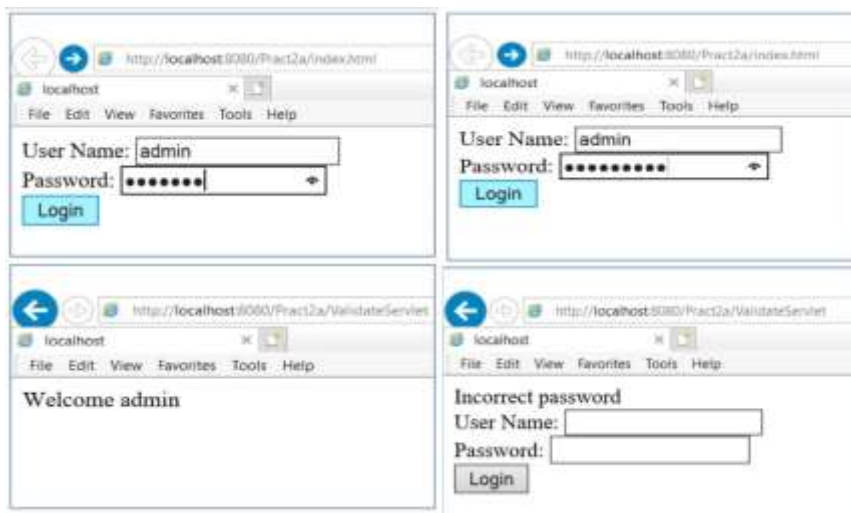 http://localhost:8080/Pract2a/index.html
localhost
File Edit View Favorites Tools Help
User Name: admin
Password: •••••••
Login
http://localhost:8080/Pract2a/index.html
localhost
File Edit View Favorites Tools Help
User Name: admin
Password: •••••••••
Login
http://localhost:8080/Pract2a/ValidateServlet
localhost
File Edit View Favorites Tools Help
Welcome admin
http://localhost:8080/Pract2a/ValidateServlet
localhost
File Edit View Favorites Tools Help
Incorrect password
User Name:
Password:
Login